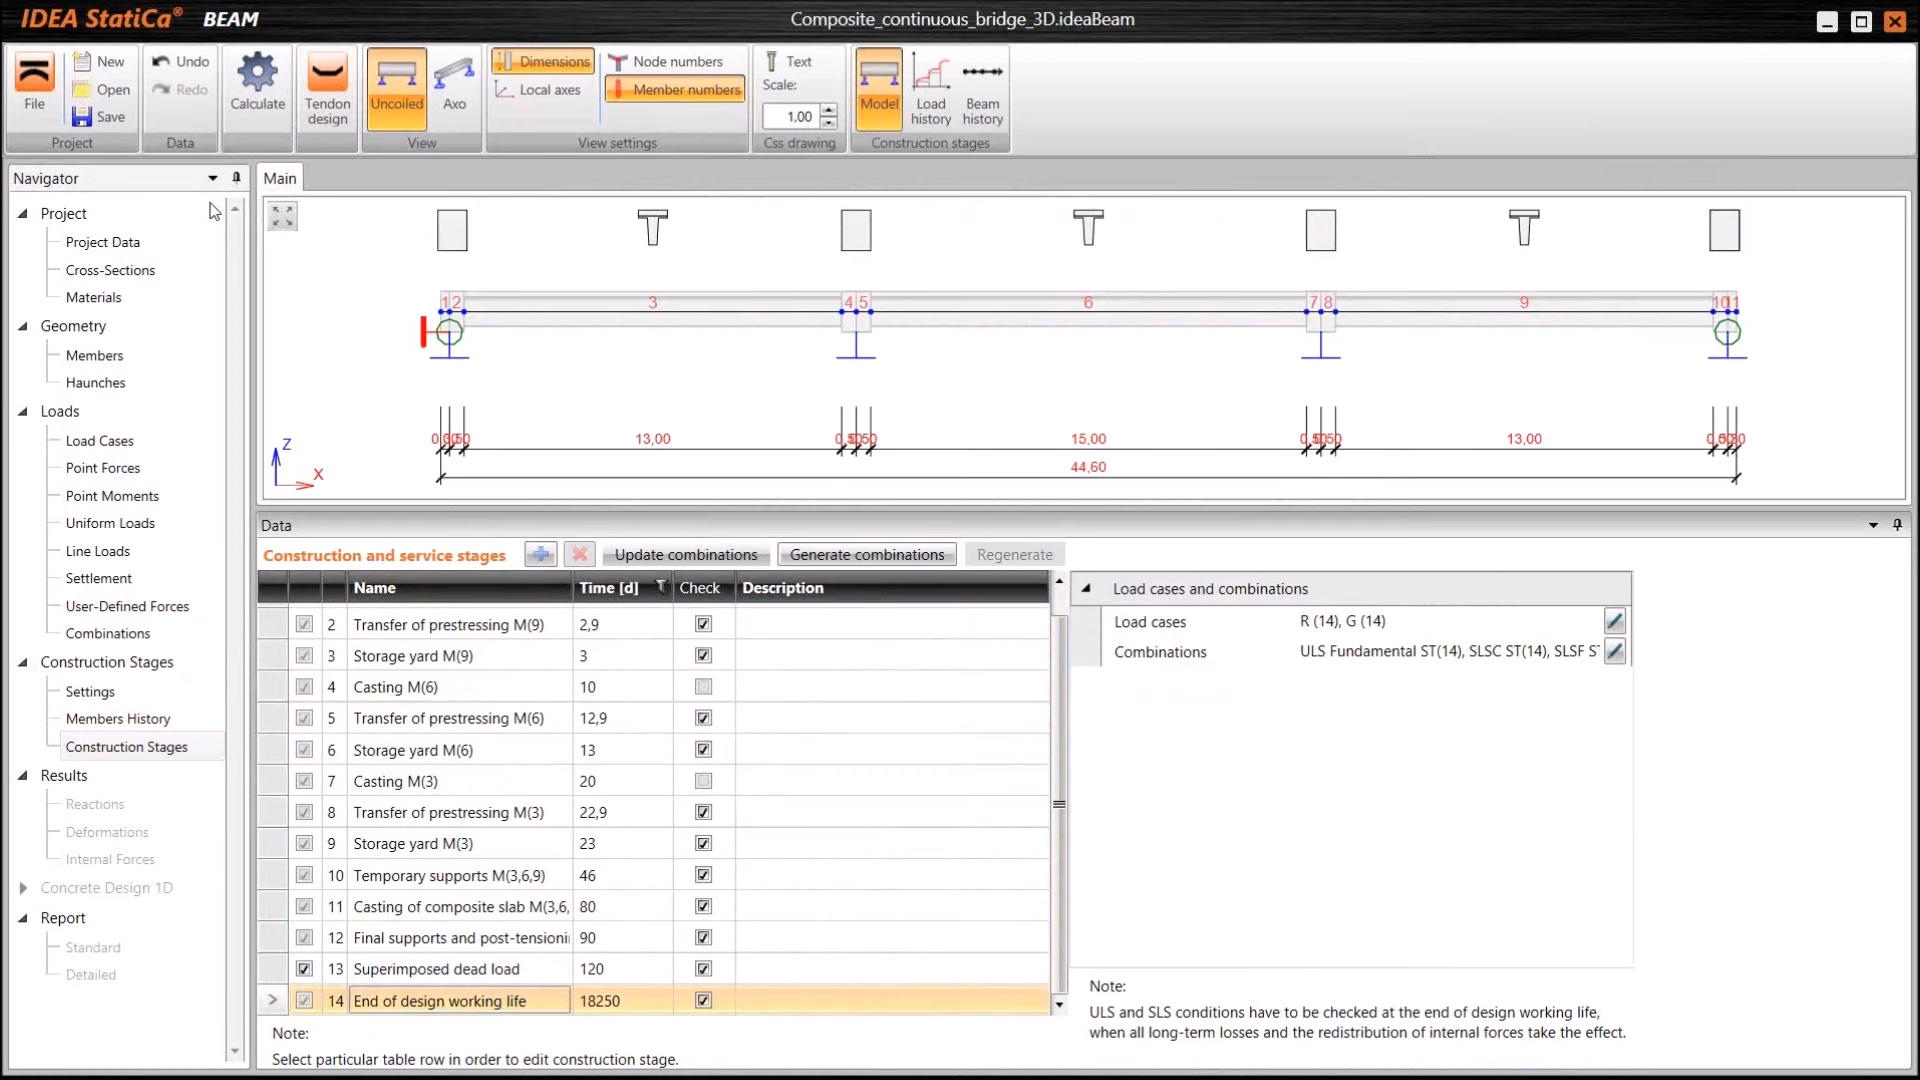 IDEA StatiCa® BEAM
Composite_continuous_bridge_3D.ideaBeam
File
New
Open
Save
Project
Undo
Redo
Data
Calculate
Tendon design
Uncoiled
Axo
View
Dimensions
Local axes
Node numbers
Member numbers
View settings
Text
Scale:
1,00
Css drawing
Model
Load history
Beam history
Construction stages
Navigator
Project
Project Data
Cross-Sections
Materials
Geometry
Members
Haunches
Loads
Load Cases
Point Forces
Point Moments
Uniform Loads
Line Loads
Settlement
User-Defined Forces
Combinations
Construction Stages
Settings
Members History
Construction Stages
Results
Reactions
Deformations
Internal Forces
Concrete Design 1D
Report
Standard
Detailed
Main
1 2 3 4 5 6 7 8 9 10 11
13,00 15,00 13,00
44,60
Z
X
Data
Construction and service stages Update combinations Generate combinations Regenerate
Name Time [d] Check Description
2 Transfer of prestressing M(9) 2,9
3 Storage yard M(9) 3
4 Casting M(6) 10
5 Transfer of prestressing M(6) 12,9
6 Storage yard M(6) 13
7 Casting M(3) 20
8 Transfer of prestressing M(3) 22,9
9 Storage yard M(3) 23
10 Temporary supports M(3,6,9) 46
11 Casting of composite slab M(3,6, 80
12 Final supports and post-tensioni 90
13 Superimposed dead load 120
14 End of design working life 18250
Note:
Select particular table row in order to edit construction stage.
Load cases and combinations
Load cases R (14), G (14)
Combinations ULS Fundamental ST(14), SLSC ST(14), SLSF ST
Note:
ULS and SLS conditions have to be checked at the end of design working life,
when all long-term losses and the redistribution of internal forces take the effect.